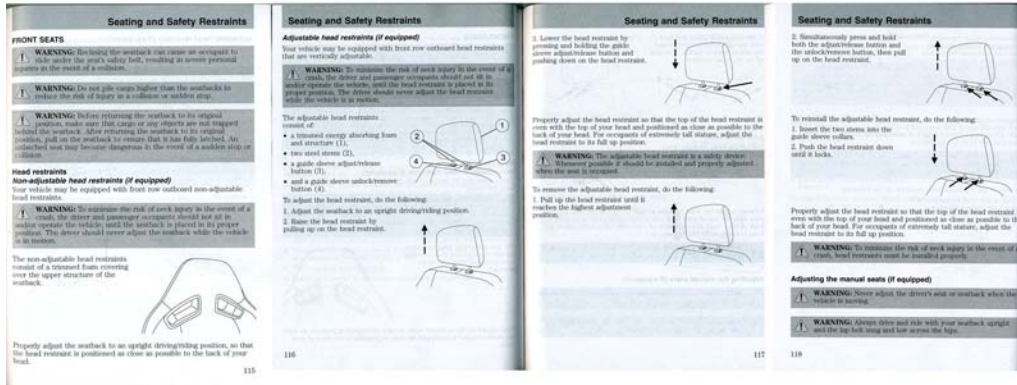 Seating and Safety Restraints
FRONT SEATS
WARNING: Reclining the seatback can cause an occupant to
slide under the seat's safety belt, resulting in severe personal
injuries in the event of a collision.
WARNING: Do not pile cargo higher than the seatbacks to
reduce the risk of injury in a collision or sudden stop.
WARNING: Before returning the seatback to its original
position, make sure that cargo or any objects are not trapped
behind the seatback. After returning the seatback to its original
position, pull on the seatback to ensure that it has fully latched. An
unlatched seat may become dangerous in the event of a sudden stop or
collision.
Head restraints
Non-adjustable head restraints (if equipped)
Your vehicle may be equipped with front row outboard non-adjustable
head restraints.
WARNING: To minimize the risk of neck injury in the event of a
crash, the driver and passenger occupants should not sit in
and/or operate the vehicle, until the seatback is placed in its proper
position. The driver should never adjust the seatback while the vehicle
is in motion.
The non-adjustable head restraints
consist of a trimmed foam covering
over the upper structure of the
seatback.
Properly adjust the seatback to an upright driving/riding position, so that
the head restraint is positioned as close as possible to the back of your
head.
115
Seating and Safety Restraints
Adjustable head restraints (if equipped)
Your vehicle may be equipped with front row outboard head restraints
that are vertically adjustable.
WARNING: To minimize the risk of neck injury in the event of a
crash, the driver and passenger occupants should not sit in
and/or operate the vehicle, until the head restraint is placed in its
proper position. The driver should never adjust the head restraint
while the vehicle is in motion.
The adjustable head restraints
consist of:
• a trimmed energy absorbing foam
and structure (1),
• two steel stems (2),
• a guide sleeve adjust/release
button (3),
• and a guide sleeve unlock/remove
button (4).
1
2
3
4
To adjust the head restraint, do the following:
1. Adjust the seatback to an upright driving/riding position.
2. Raise the head restraint by
pulling up on the head restraint.
116
Seating and Safety Restraints
3. Lower the head restraint by
pressing and holding the guide
sleeve adjust/release button and
pushing down on the head restraint.
Properly adjust the head restraint so that the top of the head restraint is
even with the top of your head and positioned as close as possible to the
back of your head. For occupants of extremely tall stature, adjust the
head restraint to its full up position.
WARNING: The adjustable head restraint is a safety device.
Whenever possible it should be installed and properly adjusted
when the seat is occupied.
To remove the adjustable head restraint, do the following:
1. Pull up the head restraint until it
reaches the highest adjustment
position.
117
Seating and Safety Restraints
2. Simultaneously press and hold
both the adjust/release button and
the unlock/remove button, then pull
up on the head restraint.
To reinstall the adjustable head restraint, do the following:
1. Insert the two stems into the
guide sleeve collars.
2. Push the head restraint down
until it locks.
Properly adjust the head restraint so that the top of the head restraint
even with the top of your head and positioned as close as possible to th
back of your head. For occupants of extremely tall stature, adjust the
head restraint to its full up position.
WARNING: To minimize the risk of neck injury in the event of a
crash, head restraints must be installed properly.
Adjusting the manual seats (if equipped)
WARNING: Never adjust the driver's seat or seatback when the
vehicle is moving.
WARNING: Always drive and ride with your seatback upright
and the lap belt snug and low across the hips.
118